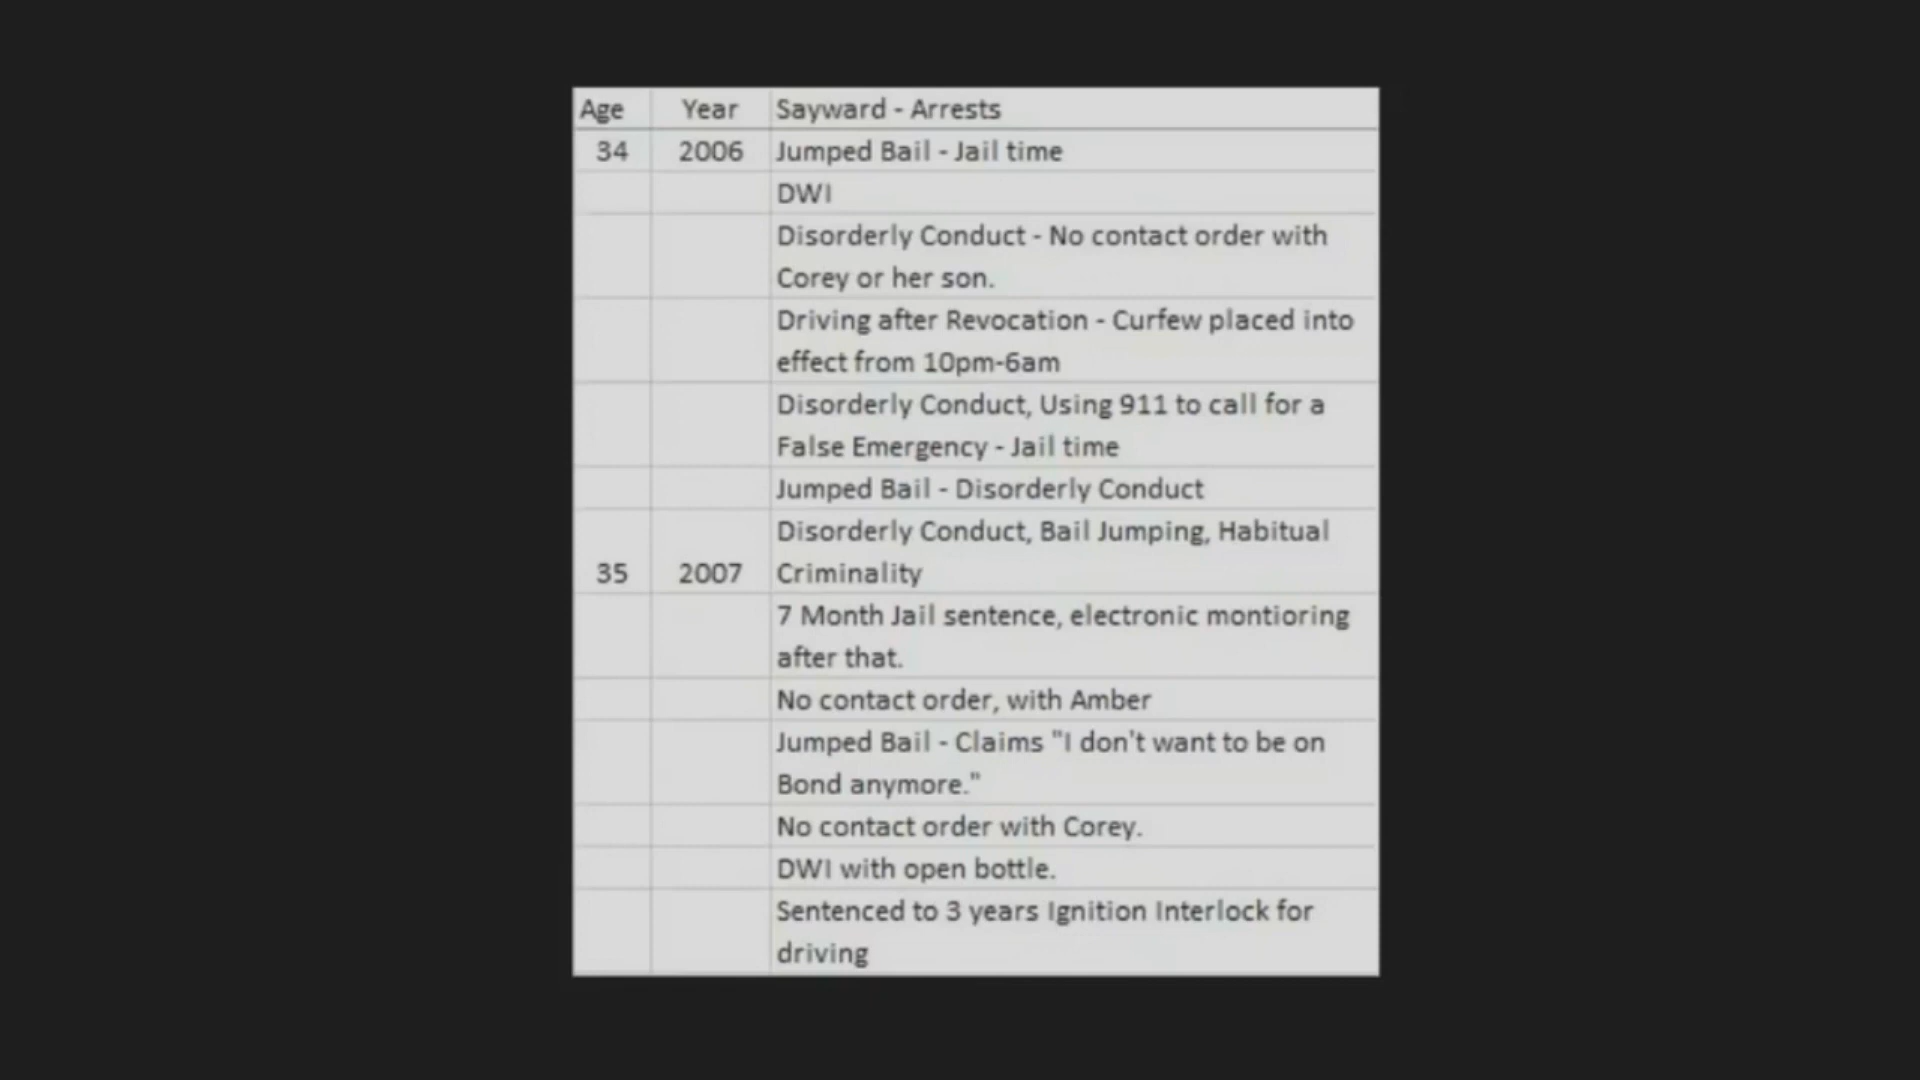 Age Year Sayward - Arrests
34 2006 Jumped Bail - Jail time
DWI
Disorderly Conduct - No contact order with
Corey or her son.
Driving after Revocation - Curfew placed into
effect from 10pm-6am
Disorderly Conduct, Using 911 to call for a
False Emergency - Jail time
Jumped Bail - Disorderly Conduct
Disorderly Conduct, Bail Jumping, Habitual
35 2007 Criminality
7 Month Jail sentence, electronic montioring
after that.
No contact order, with Amber
Jumped Bail - Claims "I don't want to be on
Bond anymore."
No contact order with Corey.
DWI with open bottle.
Sentenced to 3 years Ignition Interlock for
driving